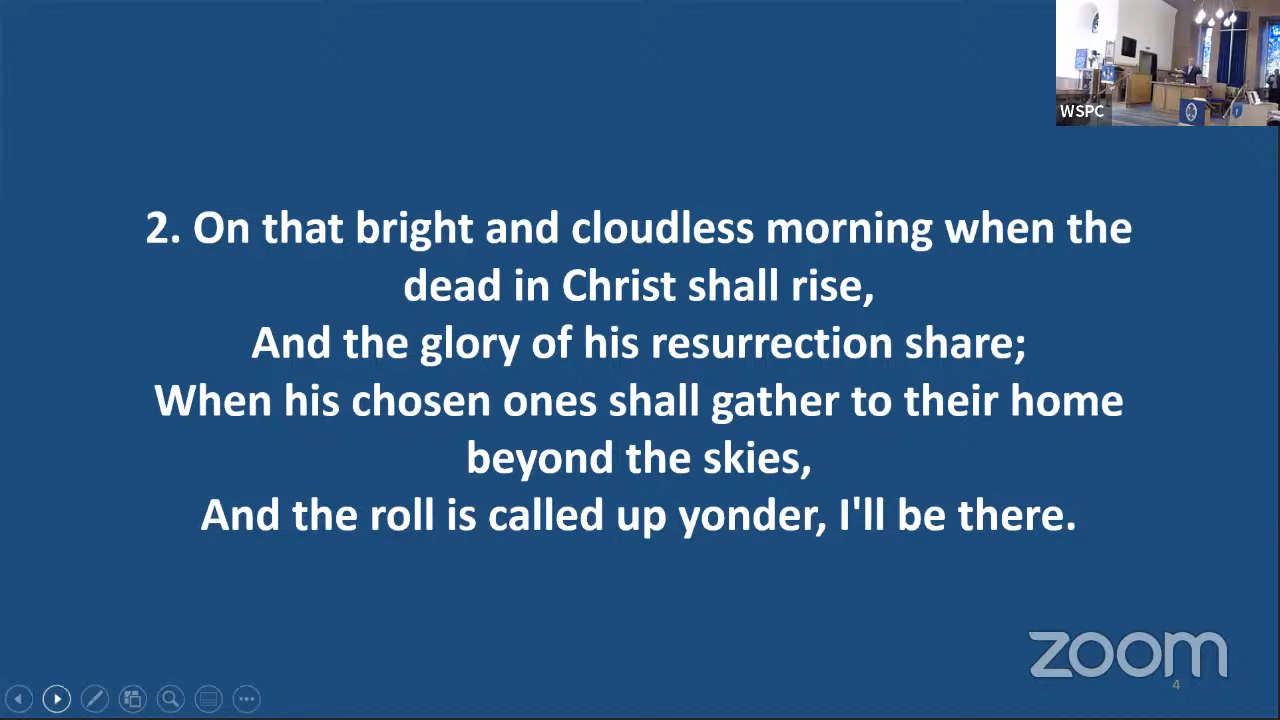 WSPC
2. On that bright and cloudless morning when the
dead in Christ shall rise,
And the glory of his resurrection share;
When his chosen ones shall gather to their home
beyond the skies,
And the roll is called up yonder, I'll be there.
zoom
4